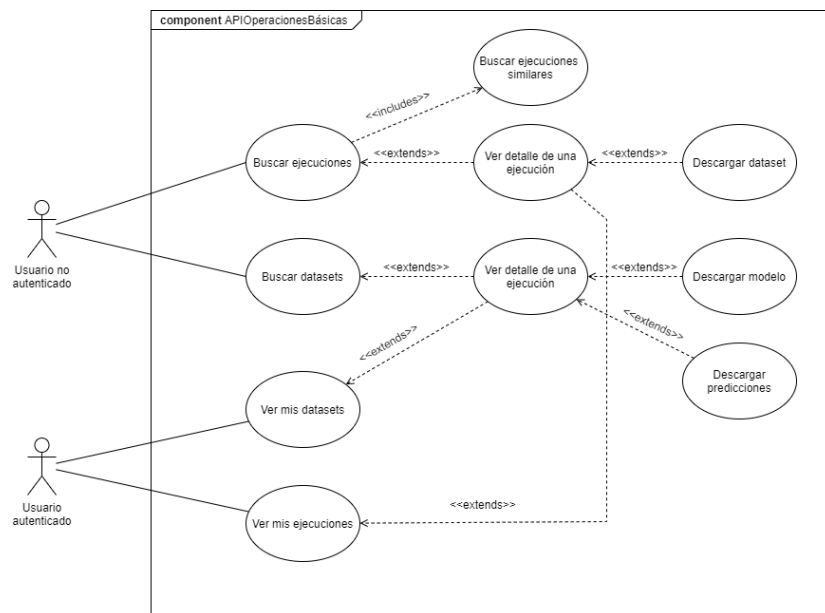 component APIOperacionesBásicas
Buscar ejecuciones
similares
<<includes>>
Buscar ejecuciones
<<extends>>
Ver detalle de una
ejecución
<<extends>>
Descargar dataset
Usuario no
autenticado
Buscar datasets
<<extends>>
Ver detalle de una
ejecución
<<extends>>
Descargar modelo
<<extends>>
<<extends>>
Descargar
predicciones
Ver mis datasets
Usuario
autenticado
Ver mis ejecuciones
<<extends>>